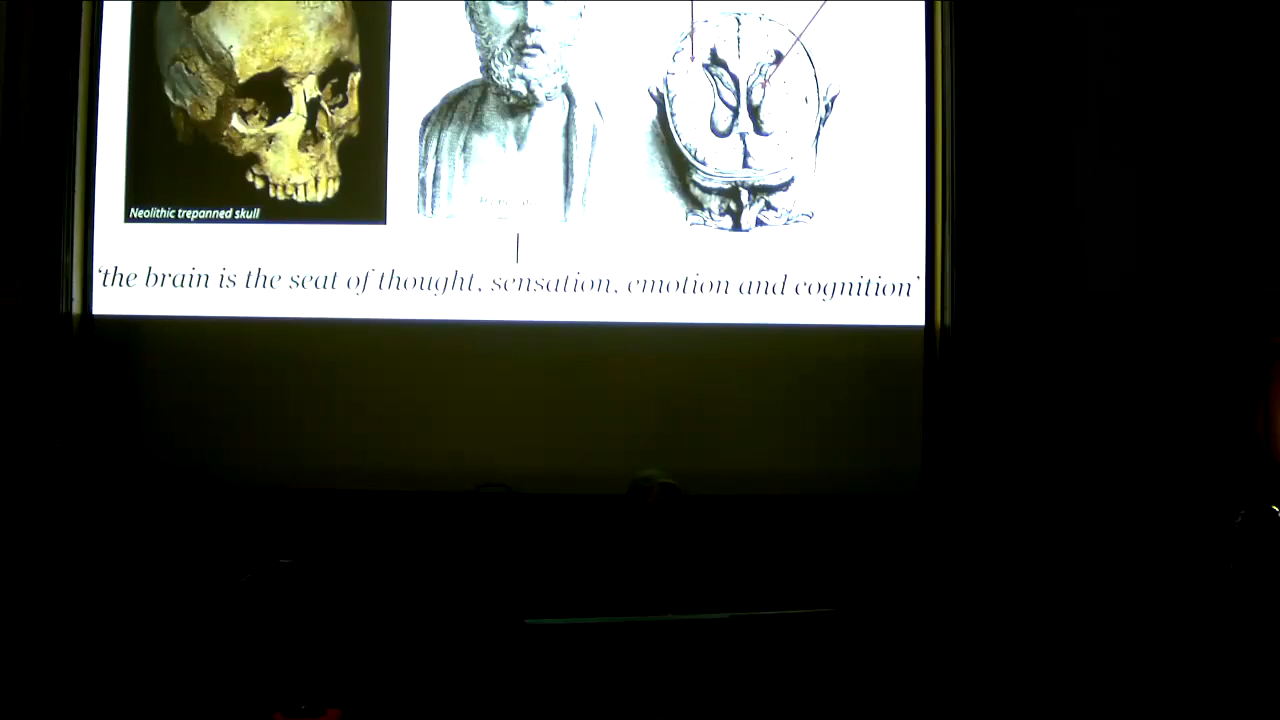 Neolithic trepanned skull
‘the brain is the seat of thought, sensation, emotion and cognition’